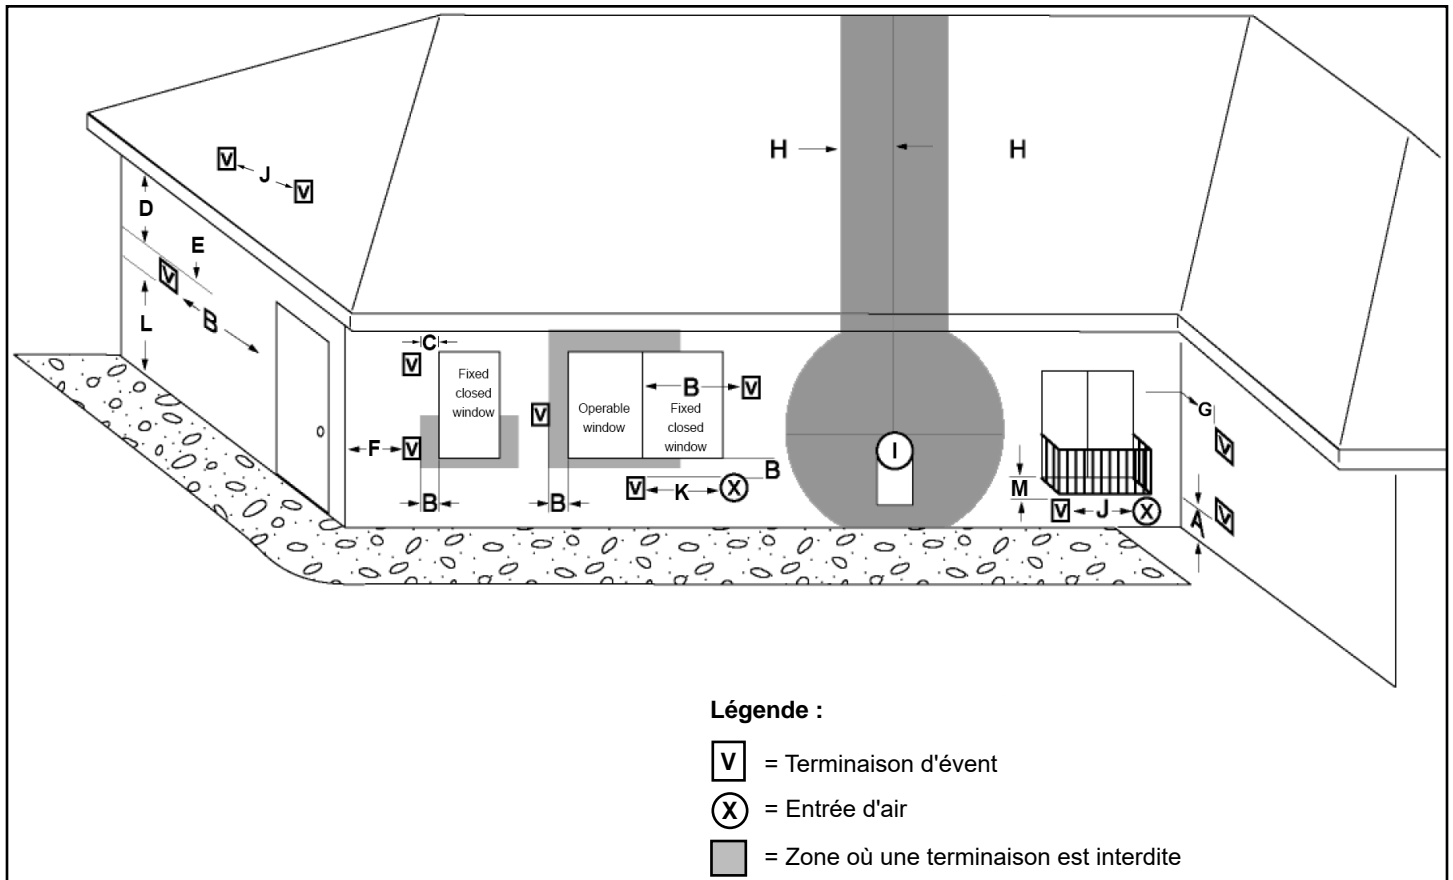 H
H
V
J
V
D
E
V
B
L
C
V
Fixed
closed
window
F
V
B
V
Operable
window
B
V
Fixed
closed
window
B
B
V
K
X
I
G
V
M
V
J
X
A
V
Légende :
V = Terminaison d'évent
X = Entrée d'air
= Zone où une terminaison est interdite